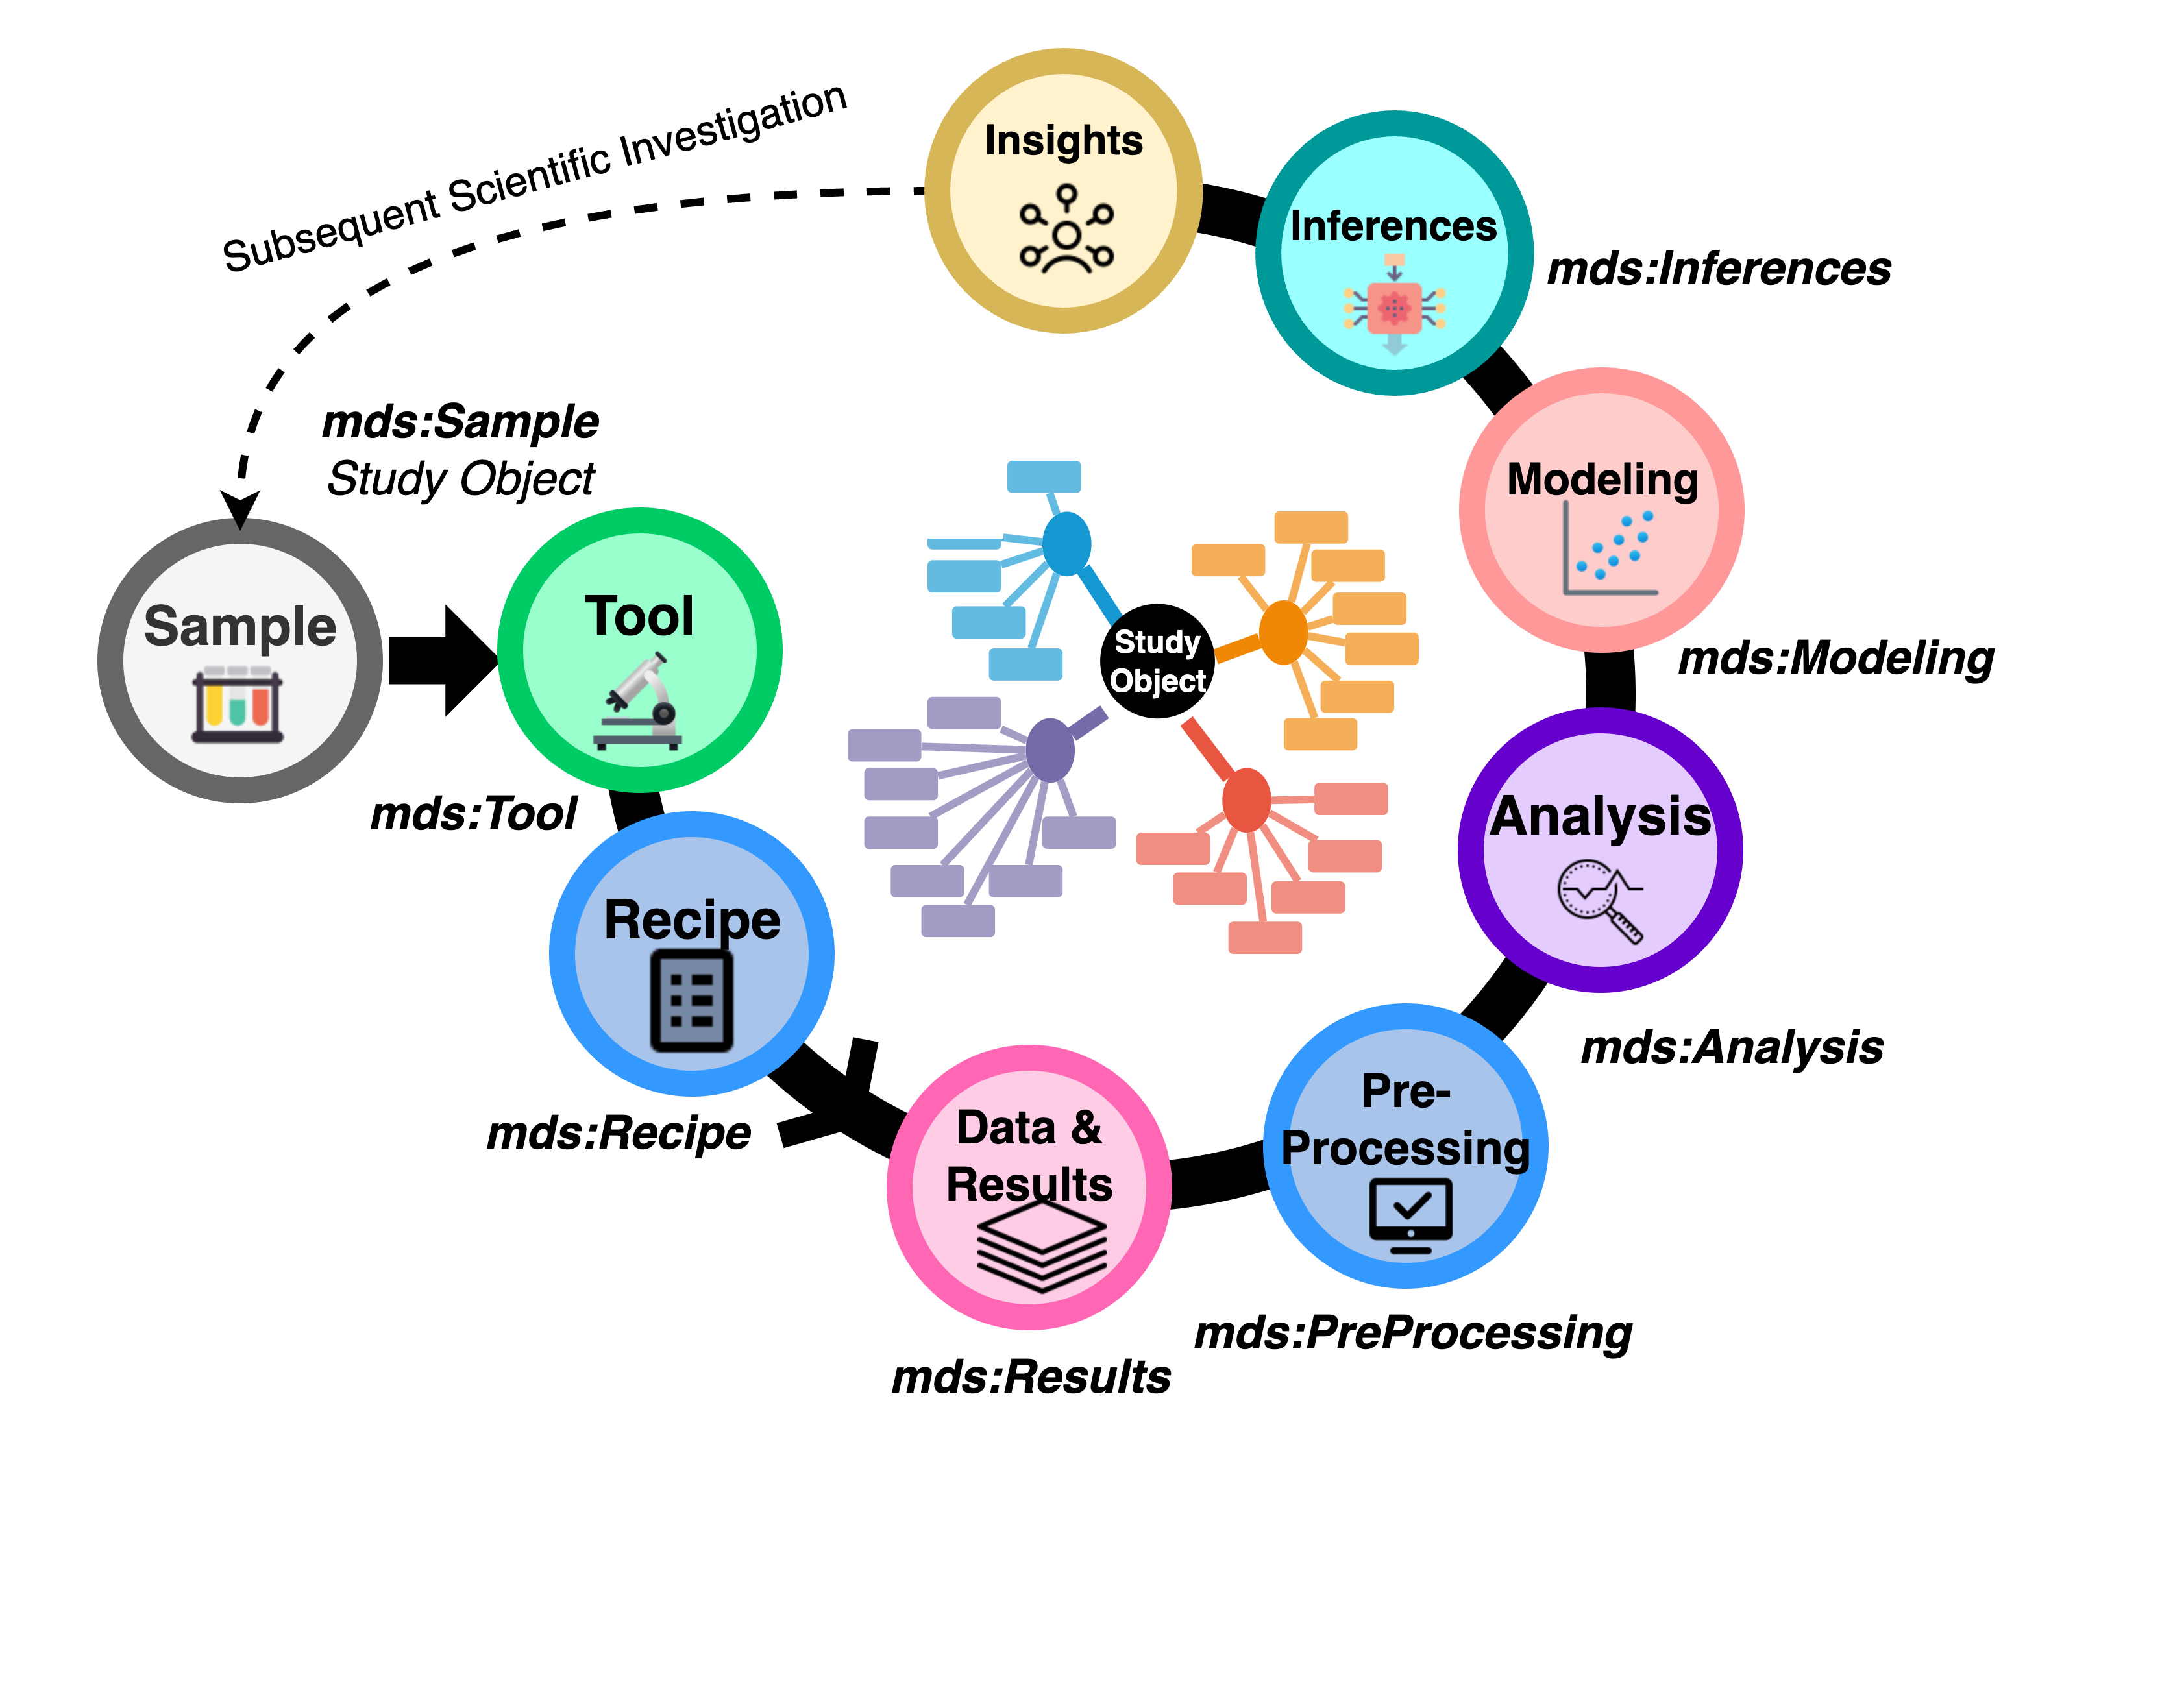 Subsequent Scientific Investigation
Insights
Inferences
mds:Inferences
mds:Sample
Study Object
Modeling
mds:Modeling
Sample
Tool
mds:Tool
Study
Object
Analysis
mds:Analysis
Recipe
mds:Recipe
Data &
Results
mds:Results
Pre-
Processing
mds:PreProcessing